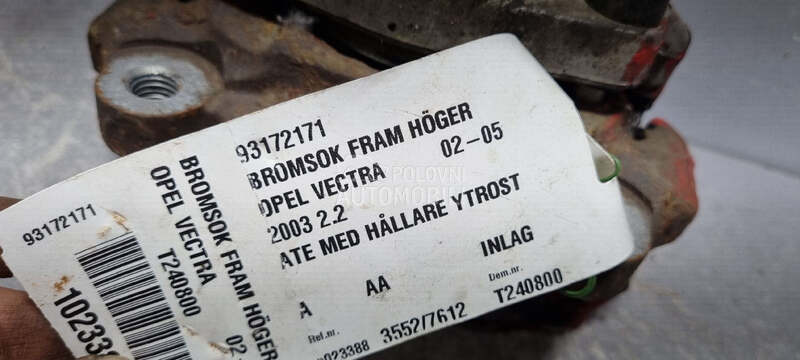 93172171
BROMSOK FRAM HÖGER
OPEL VECTRA 02-05
2003 2.2
ATE MED HÅLLARE YTROST
A AA INLAG
Ref.nr. Dem.nr.
023388 3552/7612 T240800
93172171
BROMSOK FRAM HÖGER
OPEL VECTRA
T240800
102338
POLOVNI
AUTOMOBILI